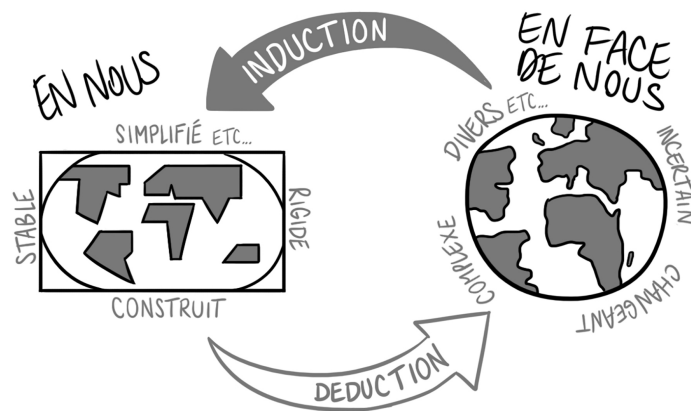 EN NOUS
INDUCTION
EN FACE
DE NOUS
SIMPLIFIÉ ETC...
STABLE
RIGIDE
CONSTRUIT
DIVERS ETC...
INCERTAIN
COMPLEXE
CHANGEANT
DEDUCTION